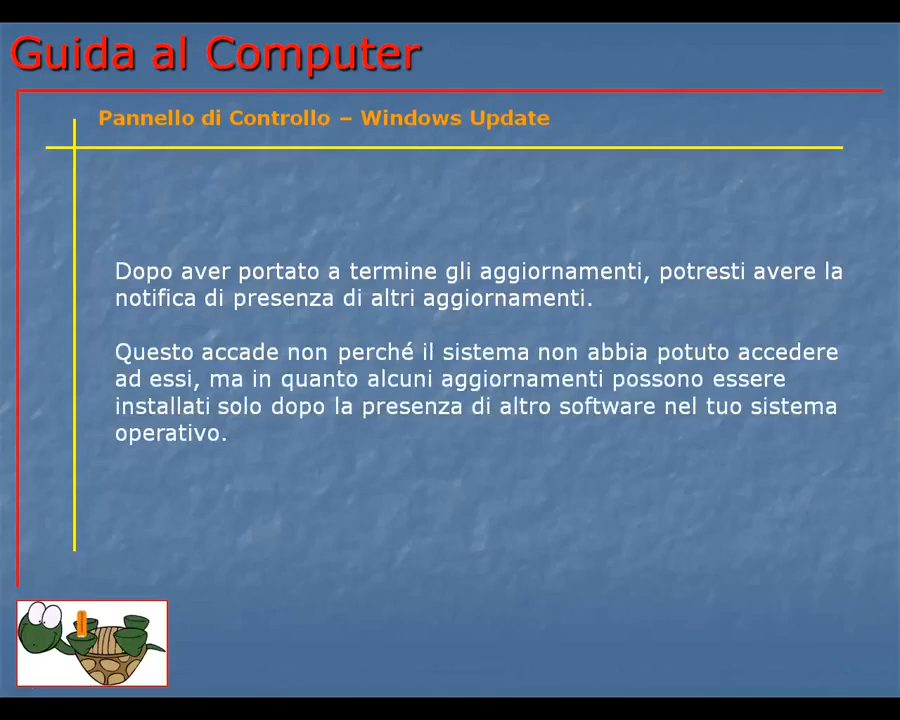 Guida al Computer
Pannello di Controllo – Windows Update
Dopo aver portato a termine gli aggiornamenti, potresti avere la
notifica di presenza di altri aggiornamenti.
Questo accade non perché il sistema non abbia potuto accedere
ad essi, ma in quanto alcuni aggiornamenti possono essere
installati solo dopo la presenza di altro software nel tuo sistema
operativo.